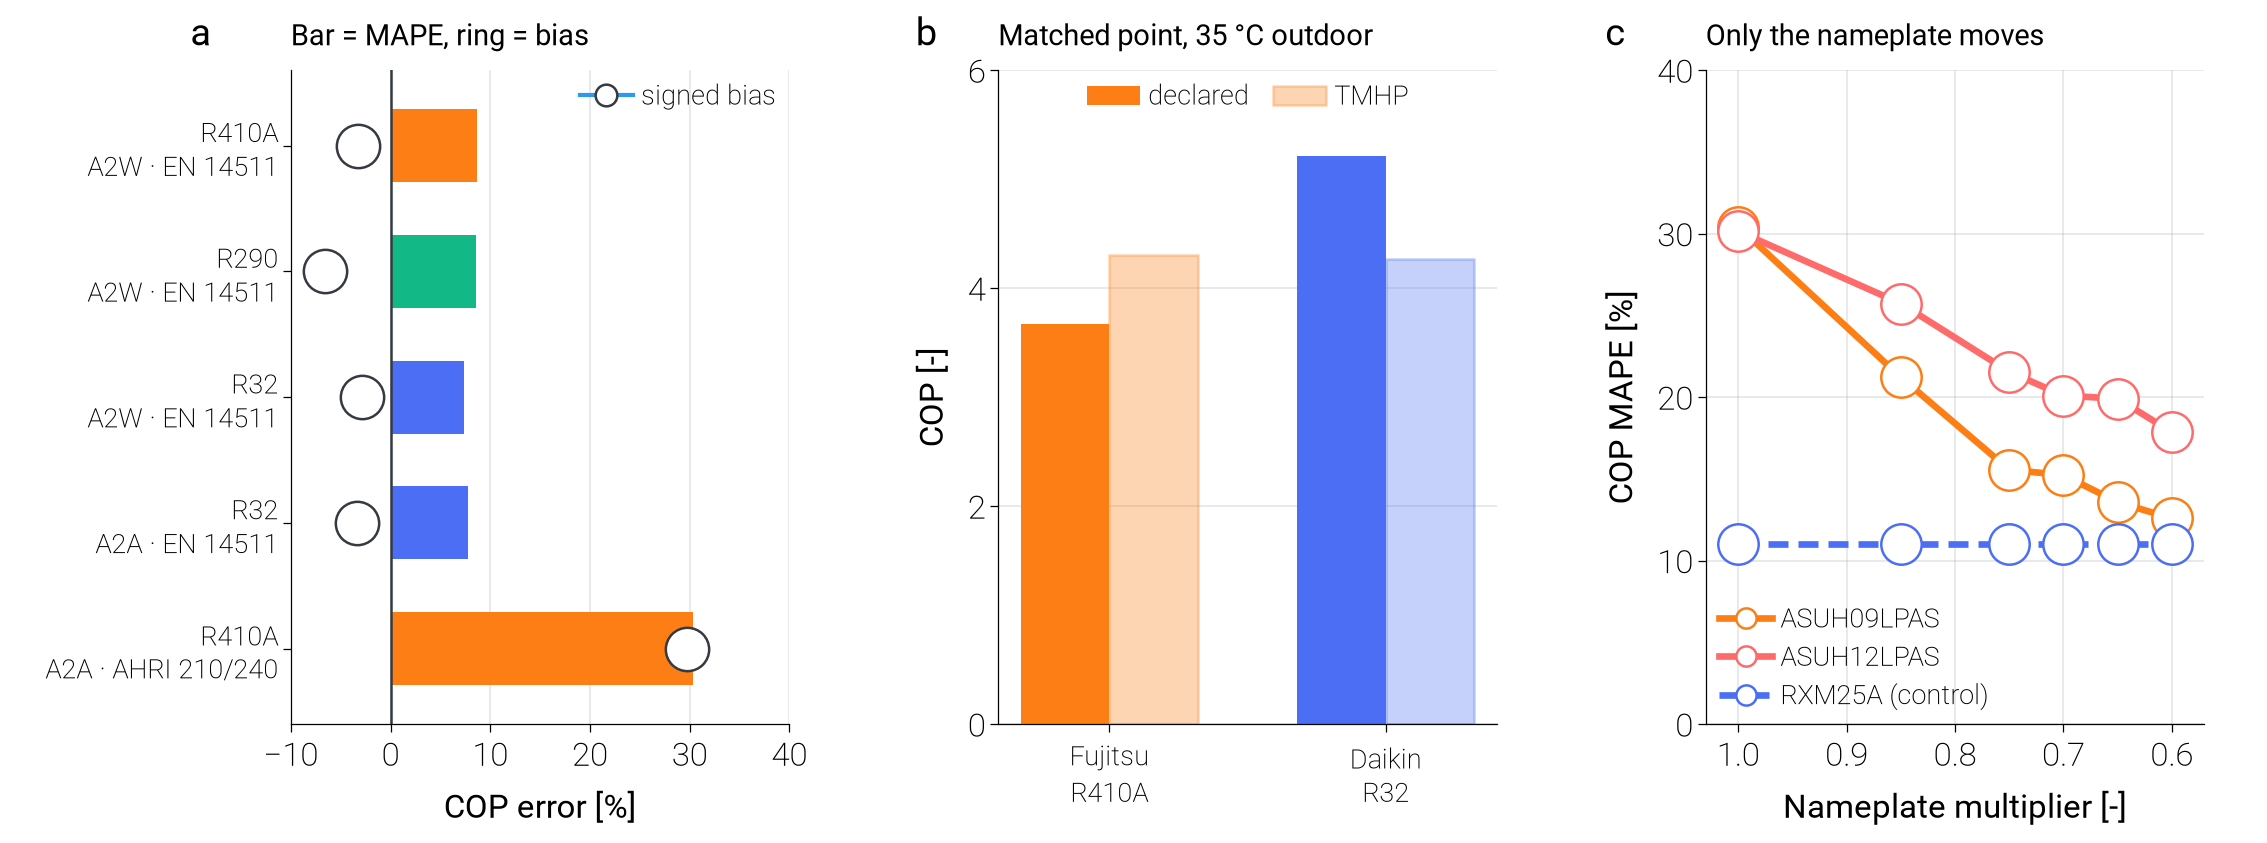 a
Bar = MAPE, ring = bias
signed bias
R410A
A2W · EN 14511
R290
A2W · EN 14511
R32
A2W · EN 14511
R32
A2A · EN 14511
R410A
A2A · AHRI 210/240
−10 0 10 20 30 40
COP error [%]
b
Matched point, 35 °C outdoor
declared TMHP
6
4
2
0
COP [-]
Fujitsu
R410A
Daikin
R32
c
Only the nameplate moves
40
30
20
10
0
COP MAPE [%]
ASUH09LPAS
ASUH12LPAS
RXM25A (control)
1.0 0.9 0.8 0.7 0.6
Nameplate multiplier [-]